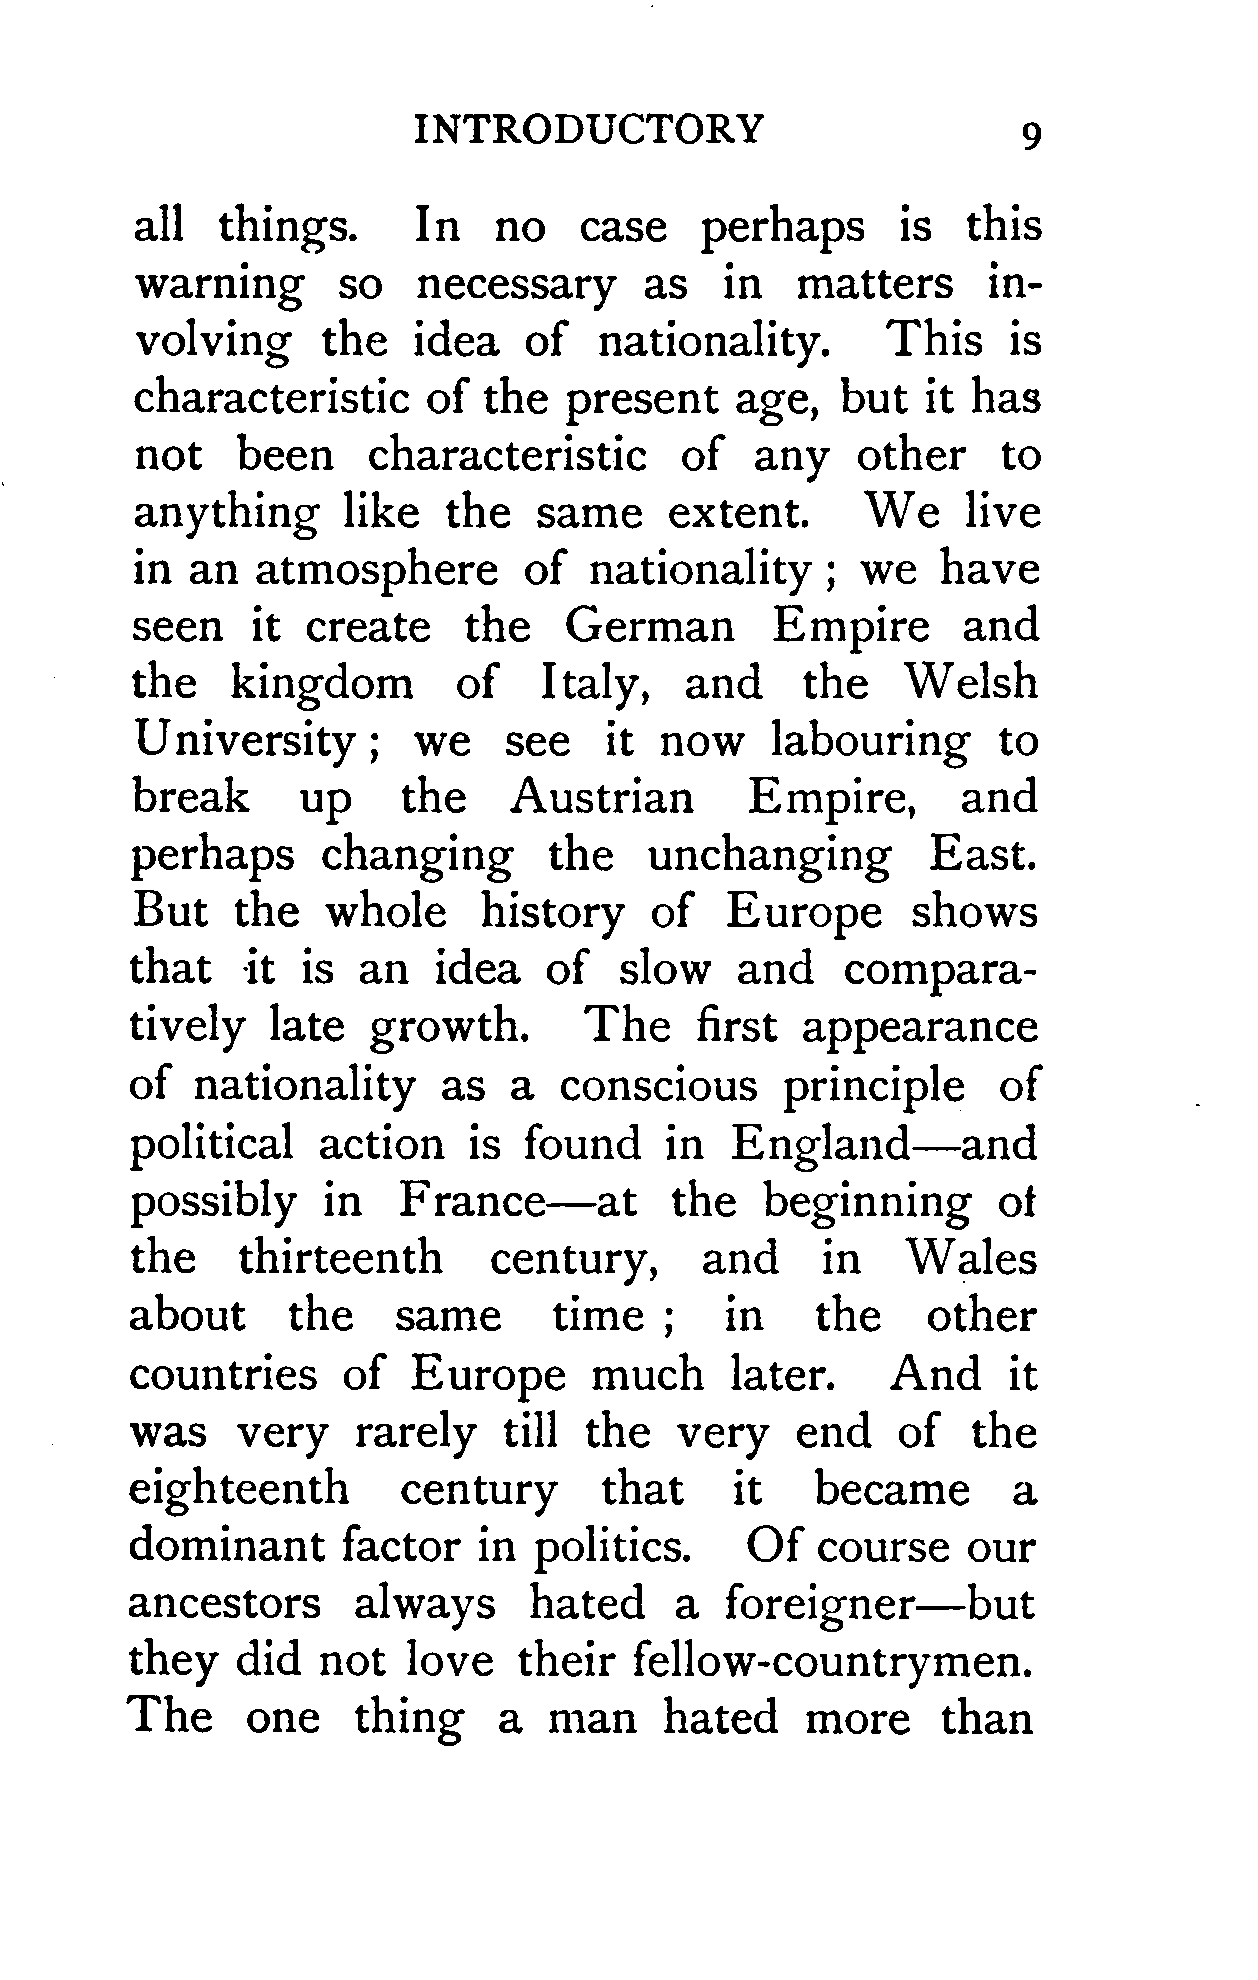 INTRODUCTORY 9
all things. In no case perhaps is this
warning so necessary as in matters in-
volving the idea of nationality. This is
characteristic of the present age, but it has
not been characteristic of any other to
anything like the same extent. We live
in an atmosphere of nationality ; we have
seen it create the German Empire and
the kingdom of Italy, and the Welsh
University ; we see it now labouring to
break up the Austrian Empire, and
perhaps changing the unchanging East.
But the whole history of Europe shows
that it is an idea of slow and compara-
tively late growth. The first appearance
of nationality as a conscious principle of
political action is found in England—and
possibly in France—at the beginning of
the thirteenth century, and in Wales
about the same time ; in the other
countries of Europe much later. And it
was very rarely till the very end of the
eighteenth century that it became a
dominant factor in politics. Of course our
ancestors always hated a foreigner—but
they did not love their fellow-countrymen.
The one thing a man hated more than